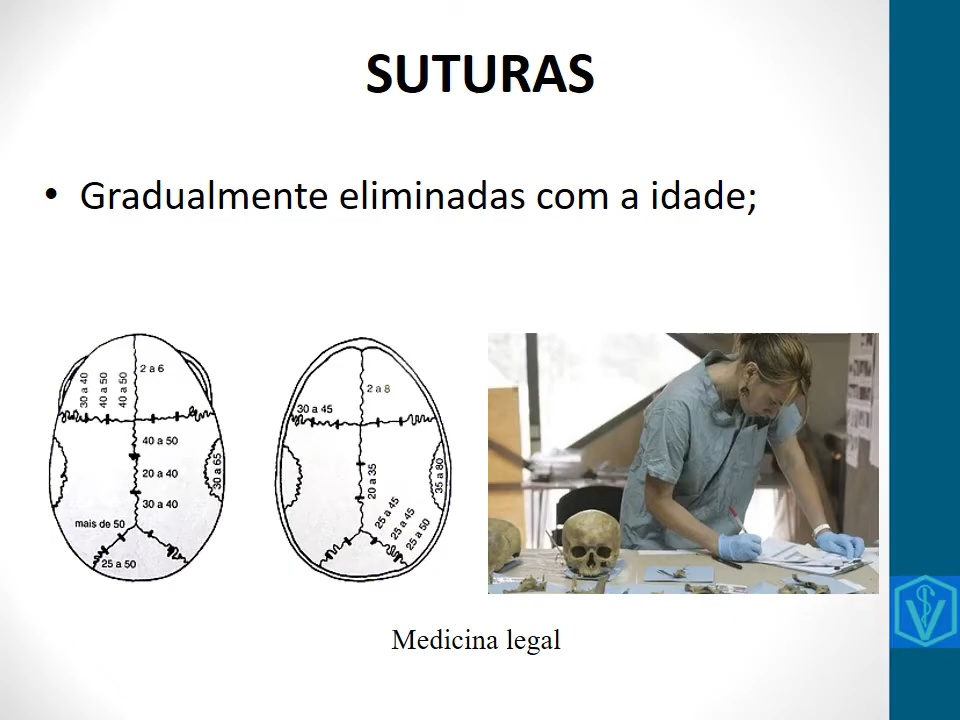 SUTURAS
• Gradualmente eliminadas com a idade;
30 a 40
40 a 50
40 a 50
2 a 6
40 a 50
20 a 40
30 a 40
30 a 65
mais de 50
25 a 50
2 a 8
30 a 45
20 a 35
35 a 80
25 a 45
25 a 45
25 a 50
Medicina legal